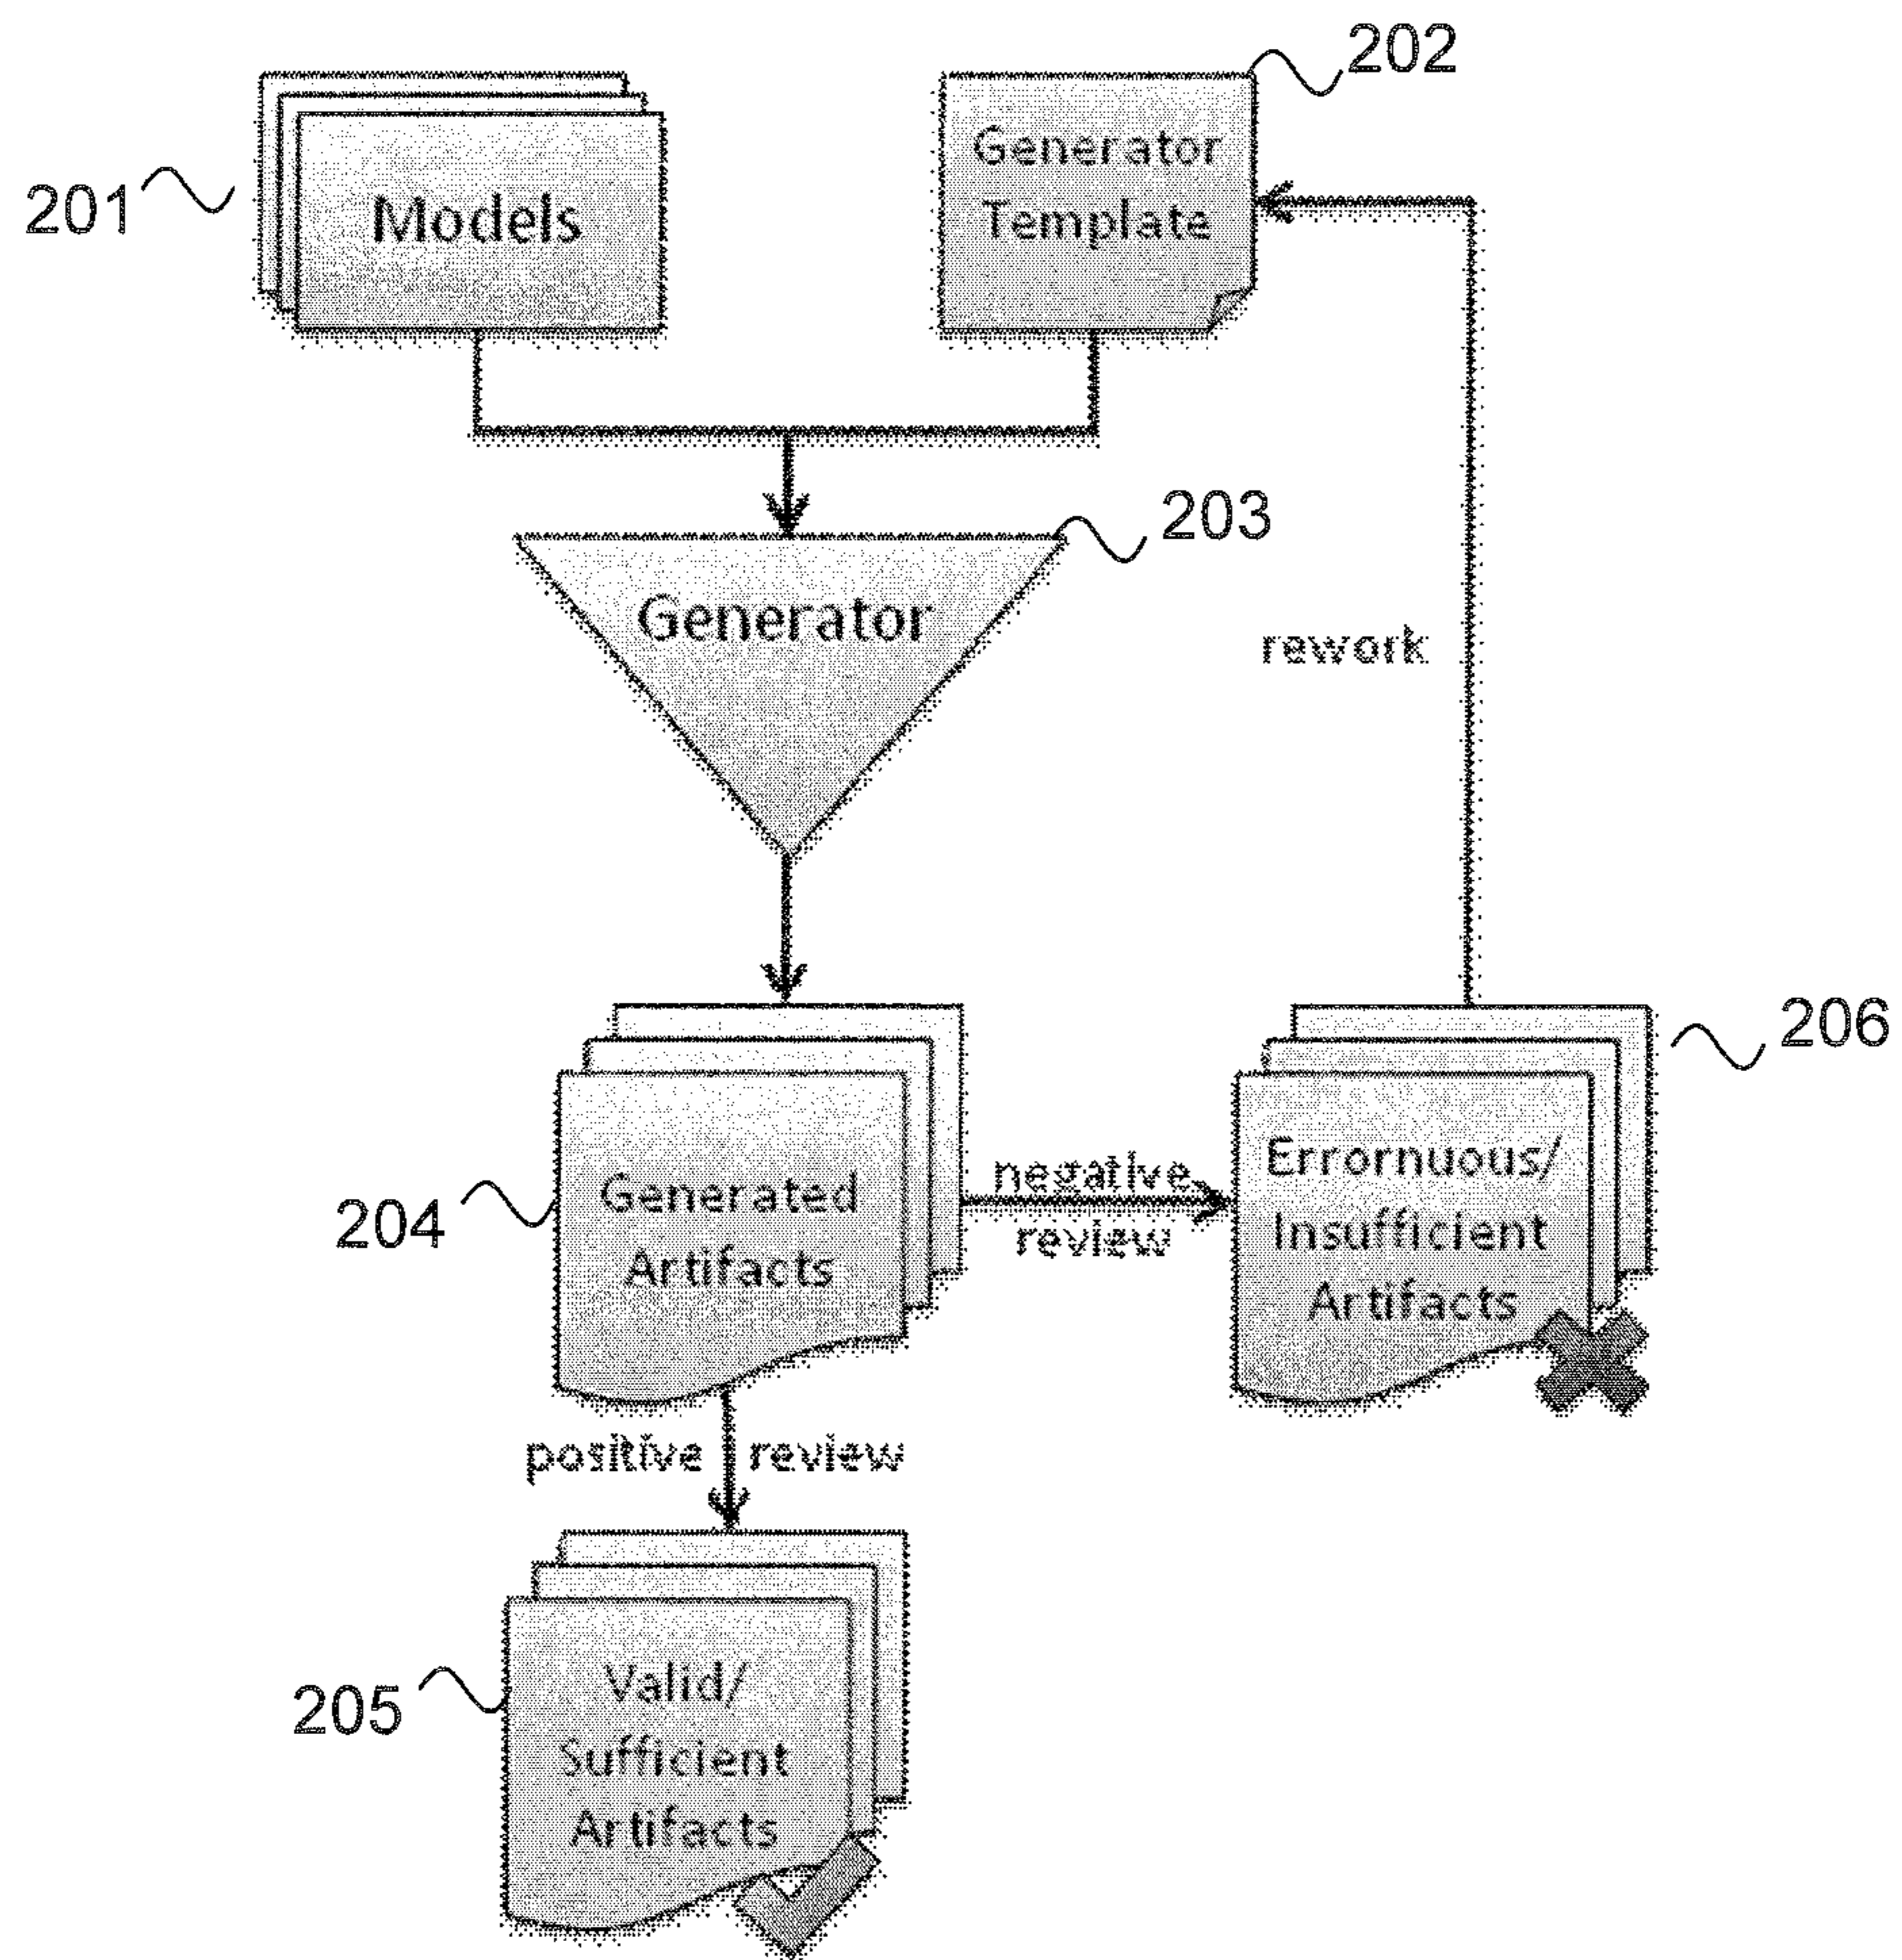 202
Generator
Template
201
Models
203
Generator
rework
206
204
Generated
Artifacts
negative
review
Errornuous/
Insufficient
Artifacts
positive review
205
Valid/
Sufficient
Artifacts